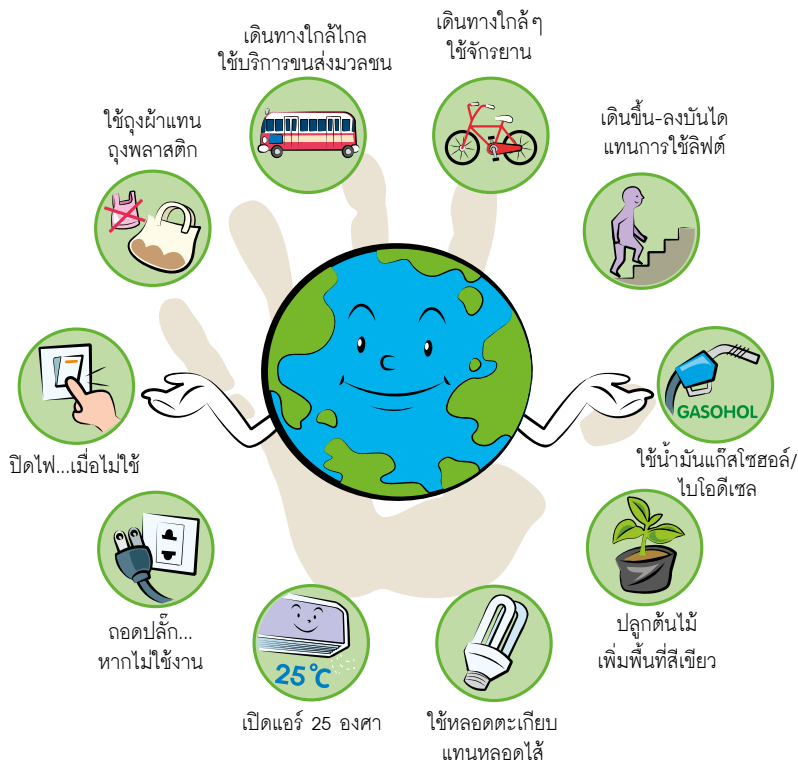 เดินทางใกล้ไกล
ใช้บริการขนส่งมวลชน
เดินทางใกล้ๆ
ใช้จักรยาน
ใช้ถุงผ้าแทน
ถุงพลาสติก
เดินขึ้น-ลงบันได
แทนการใช้ลิฟต์
ปิดไฟ...เมื่อไม่ใช้
GASOHOL
ใช้น้ำมันแก๊สโซฮอล์/
ไบโอดีเซล
ถอดปลั๊ก...
หากไม่ใช้งาน
25°C
เปิดแอร์ 25 องศา
ใช้หลอดตะเกียบ
แทนหลอดไส้
ปลูกต้นไม้
เพิ่มพื้นที่สีเขียว